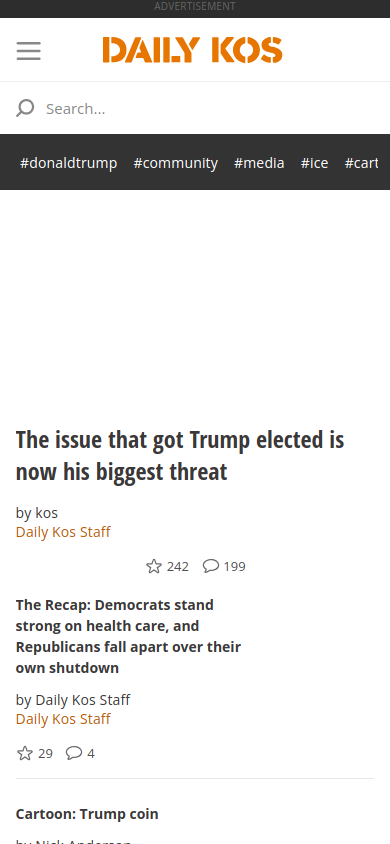 ADVERTISEMENT
DAILY KOS
Search...
#donaldtrump #community #media #ice #cart
The issue that got Trump elected is
now his biggest threat
by kos
Daily Kos Staff
242 199
The Recap: Democrats stand
strong on health care, and
Republicans fall apart over their
own shutdown
by Daily Kos Staff
Daily Kos Staff
29 4
Cartoon: Trump coin
by Nick Anderson